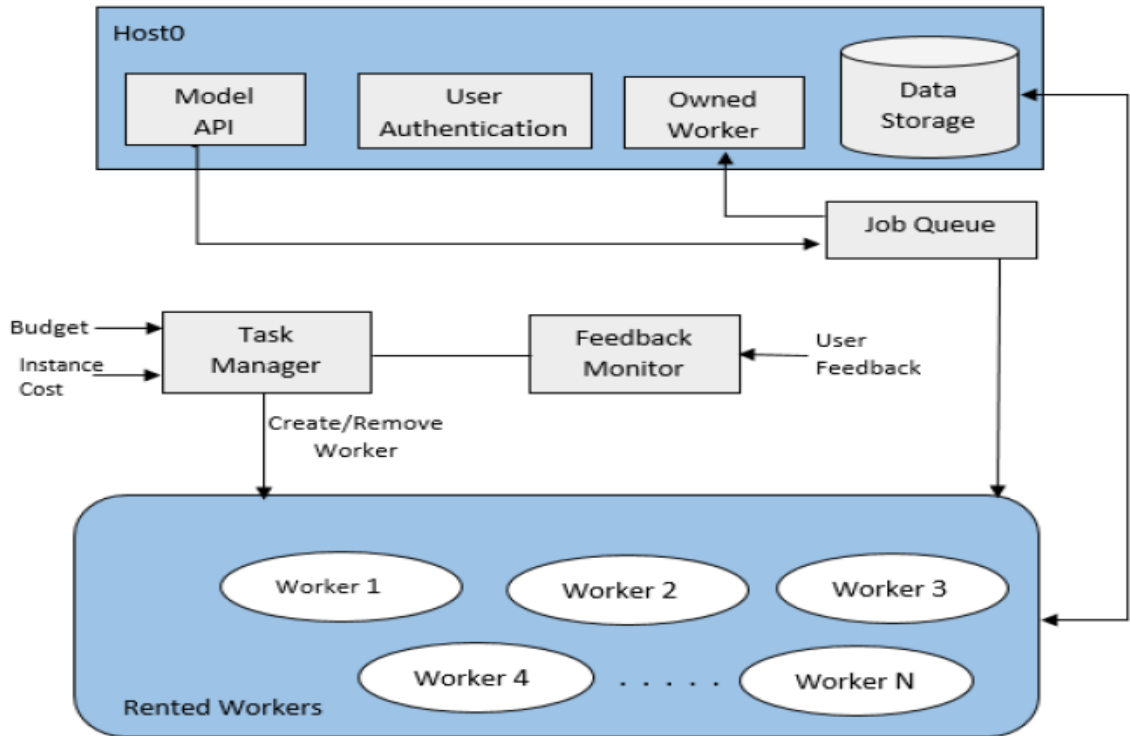 Host0
Model
API
User
Authentication
Owned
Worker
Data
Storage
Job Queue
Budget
Instance
Cost
Task
Manager
Feedback
Monitor
User
Feedback
Create/Remove
Worker
Worker 1
Worker 2
Worker 3
Worker 4
. . . . .
Worker N
Rented Workers